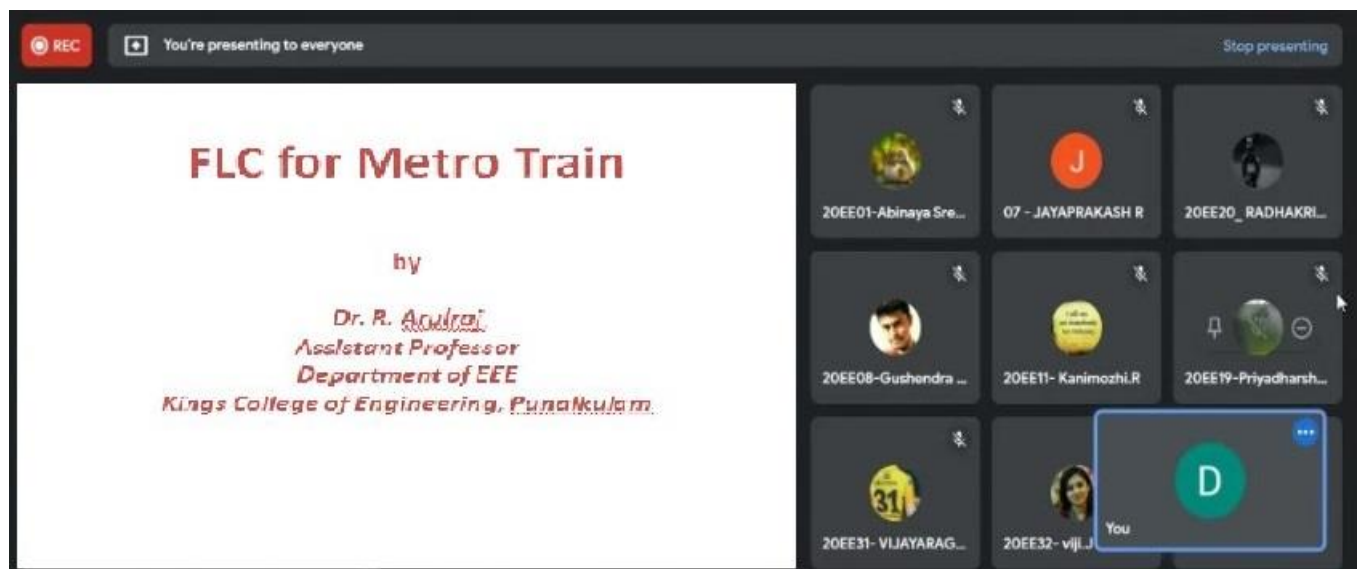 REC
You're presenting to everyone
Stop presenting
FLC for Metro Train
by
Dr. R. Arulraj
Assistant Professor
Department of EEE
Kings College of Engineering, Punalkulam
20EE01-Abinaya Sre...
07 - JAYAPRAKASH R
20EE20_ RADHAKRI...
20EE08-Gushendra ...
20EE11- Kanimozhi.R
20EE19-Priyadharsh...
20EE31- VIJAYARAG...
20EE32- viji.J
You
J
31
D